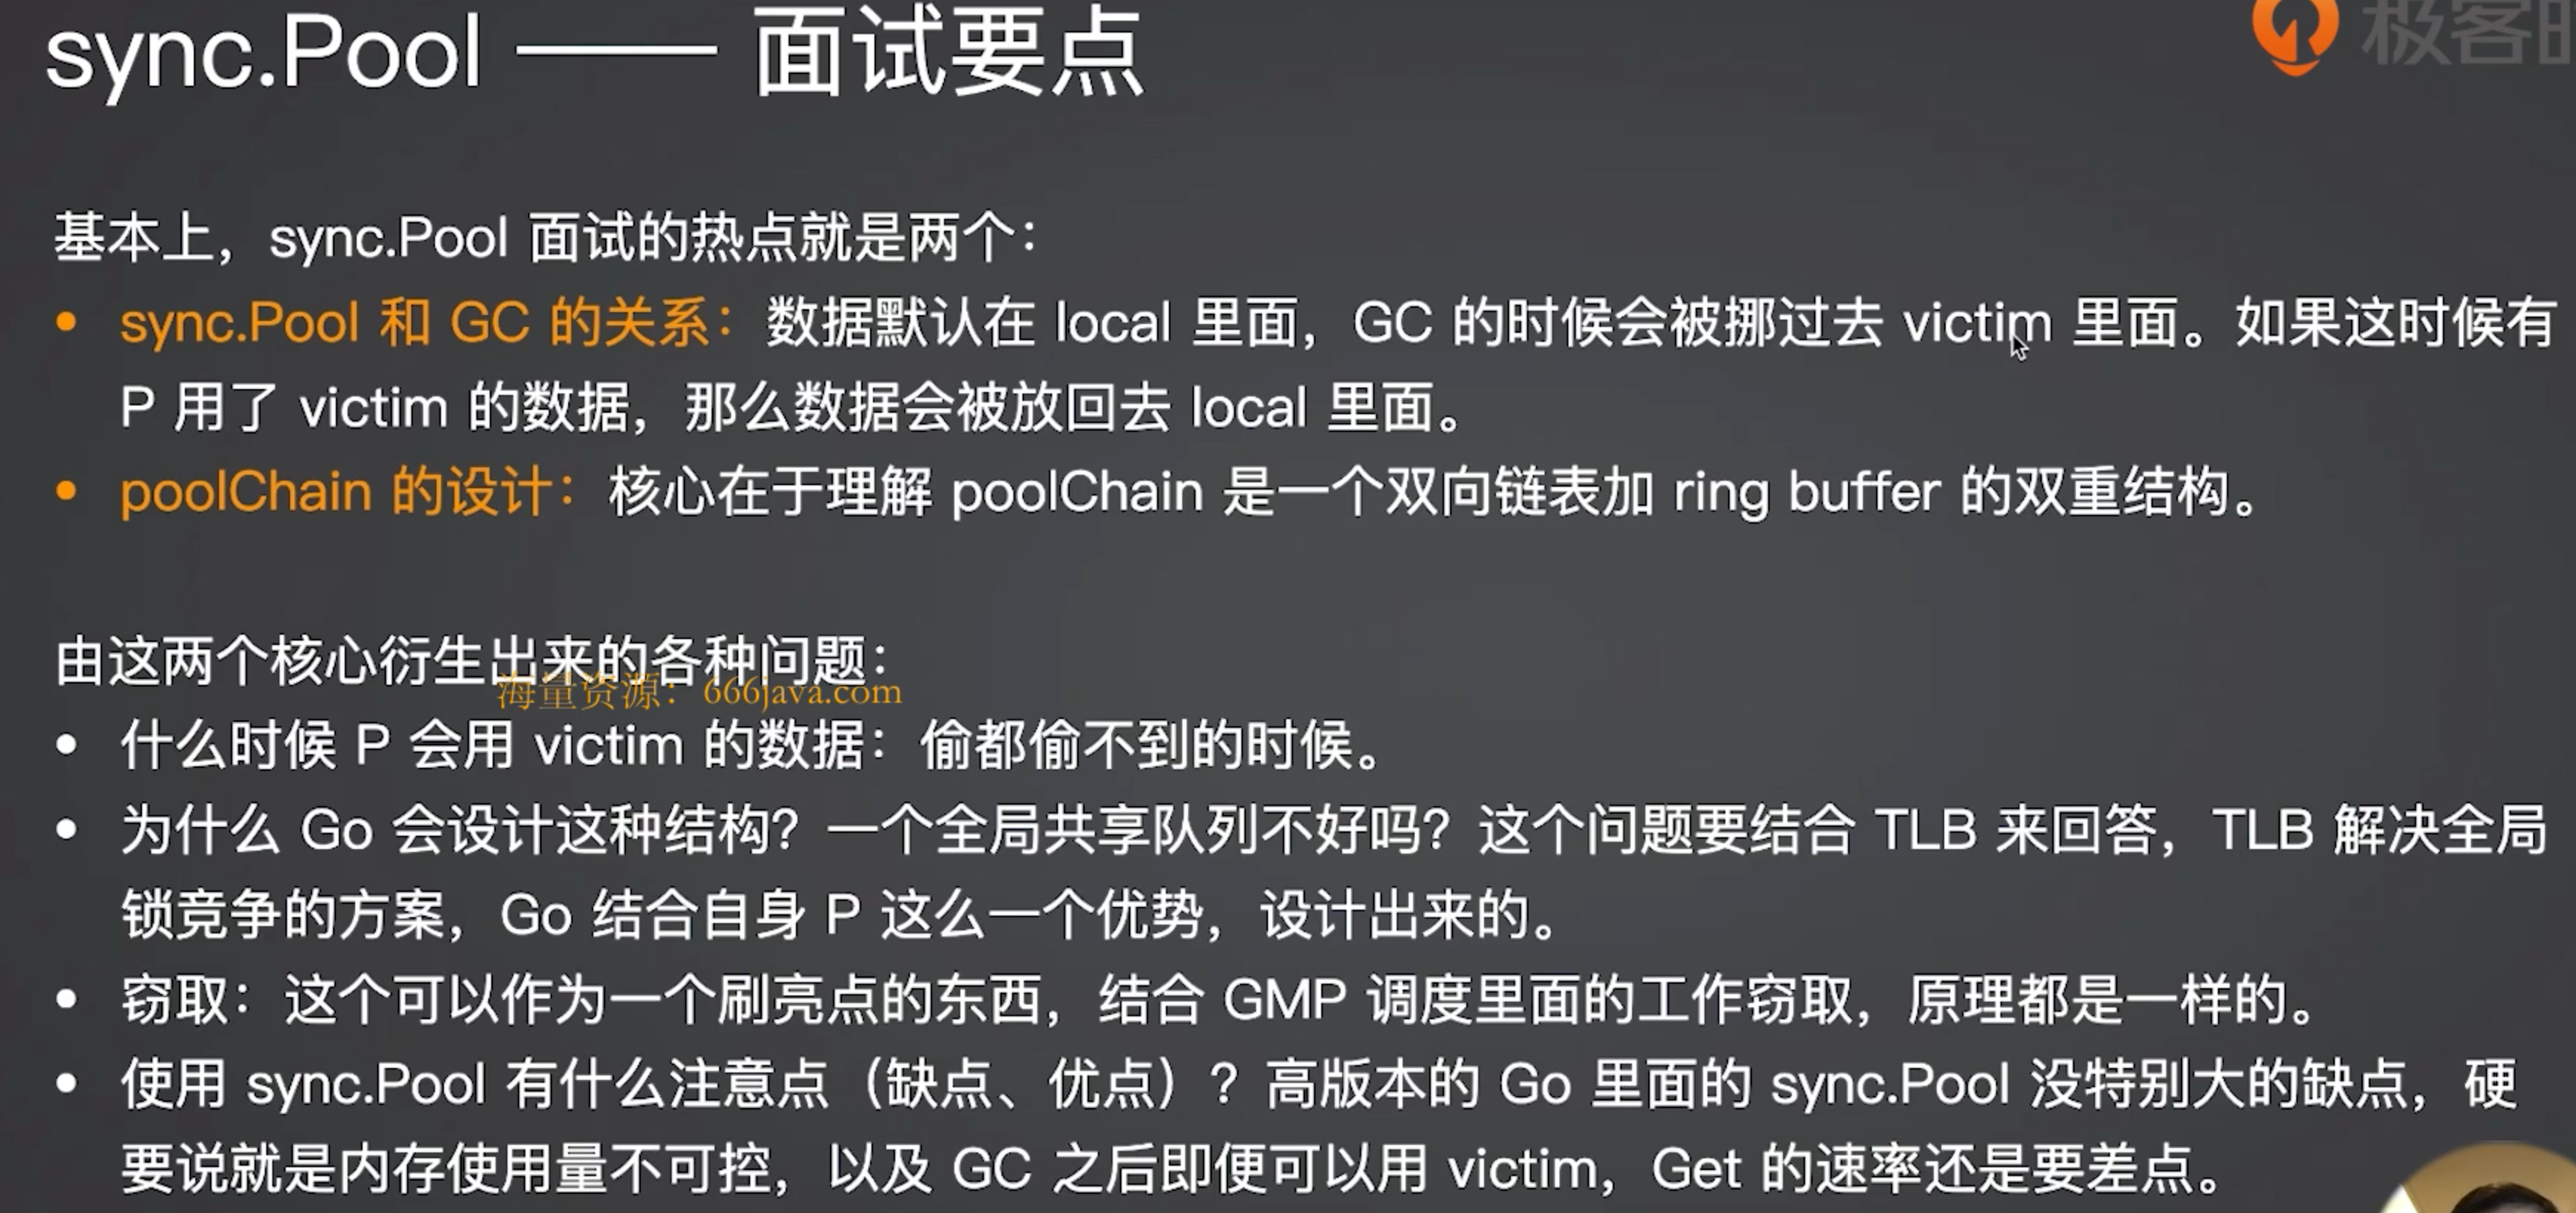 sync.Pool —— 面试要点
极客时
基本上，sync.Pool 面试的热点就是两个：
• sync.Pool 和 GC 的关系：数据默认在 local 里面，GC 的时候会被挪过去 victim 里面。如果这时候有
P 用了 victim 的数据，那么数据会被放回去 local 里面。
• poolChain 的设计：核心在于理解 poolChain 是一个双向链表加 ring buffer 的双重结构。
由这两个核心衍生出来的各种问题：
海量资源：666java.com
• 什么时候 P 会用 victim 的数据：偷都偷不到的时候。
• 为什么 Go 会设计这种结构？一个全局共享队列不好吗？这个问题要结合 TLB 来回答，TLB 解决全局
锁竞争的方案，Go 结合自身 P 这么一个优势，设计出来的。
• 窃取：这个可以作为一个刷亮点的东西，结合 GMP 调度里面的工作窃取，原理都是一样的。
• 使用 sync.Pool 有什么注意点（缺点、优点）？高版本的 Go 里面的 sync.Pool 没特别大的缺点，硬
要说就是内存使用量不可控，以及 GC 之后即便可以用 victim，Get 的速率还是要差点。